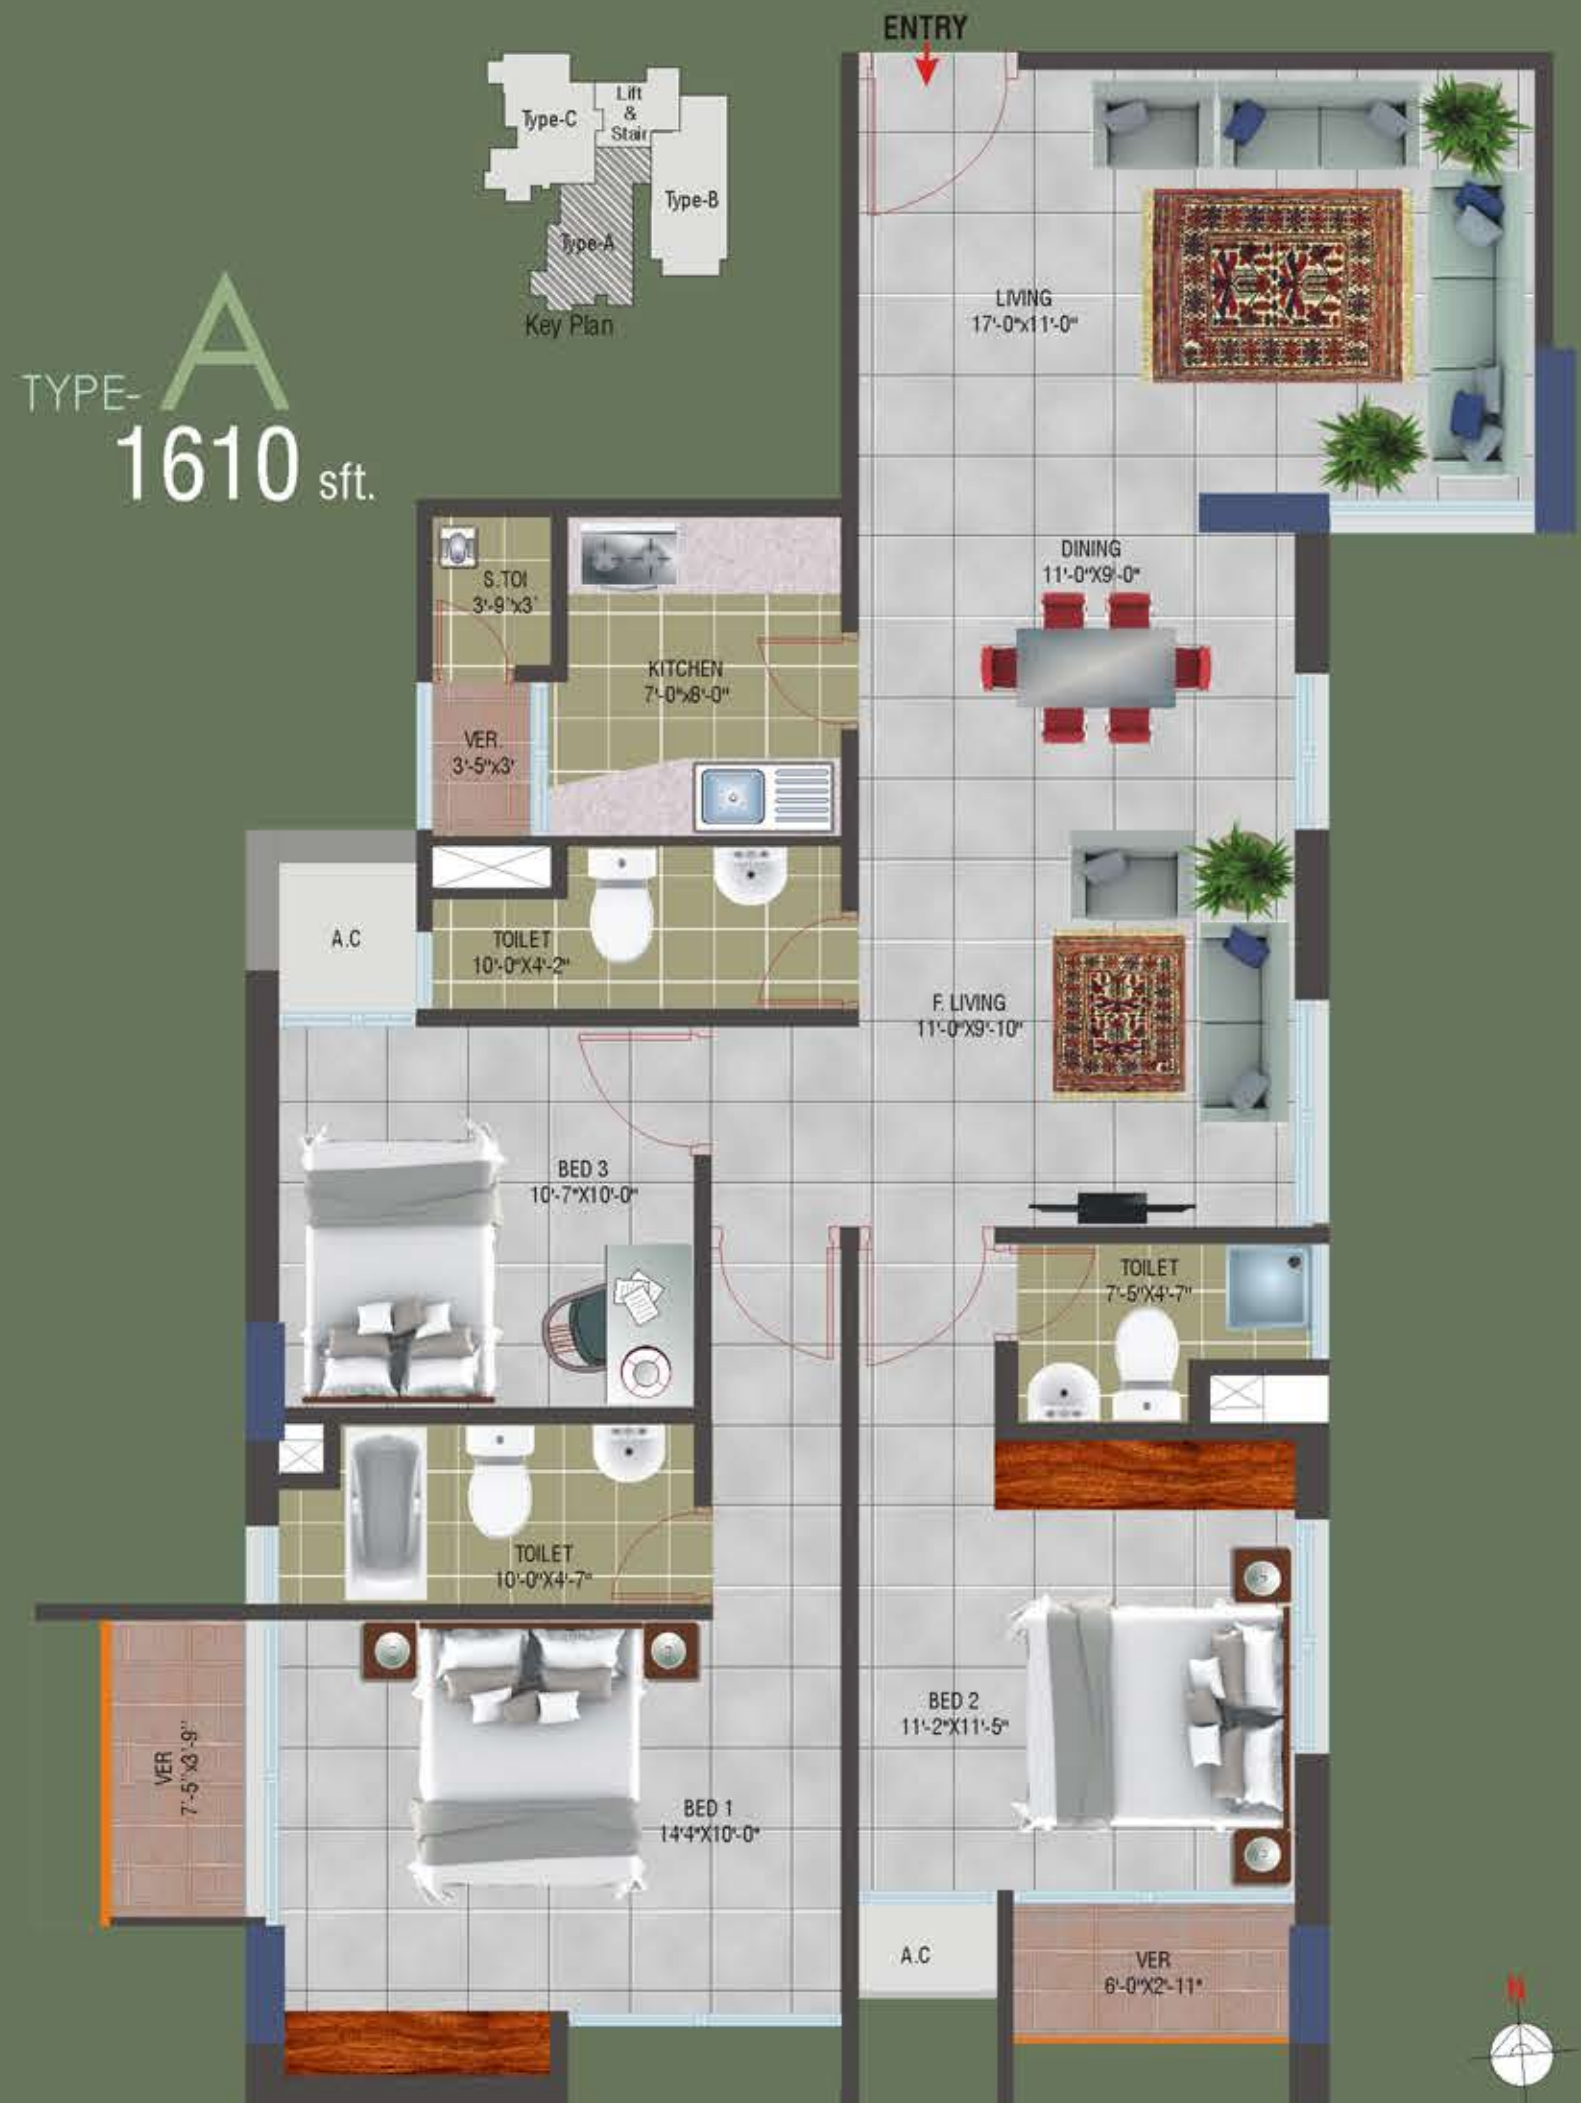 ENTRY
Type-C
Lift
&
Stair
Type-B
Type-A
Key Plan
TYPE- A
1610 sft.
LIVING
17'-0"x11'-0"
DINING
11'-0"X9'-0"
S.TOI
3'-9"x3'
KITCHEN
7'-0"x8'-0"
VER.
3'-5"x3'
A.C
TOILET
10'-0"X4'-2"
F. LIVING
11'-0"X9'-10"
BED 3
10'-7"X10'-0"
TOILET
7'-5"X4'-7"
TOILET
10'-0"X4'-7"
BED 2
11'-2"X11'-5"
VER
7'-5"x3'-9"
BED 1
14'4"X10'-0"
A.C
VER
6'-0"X2'-11"
N